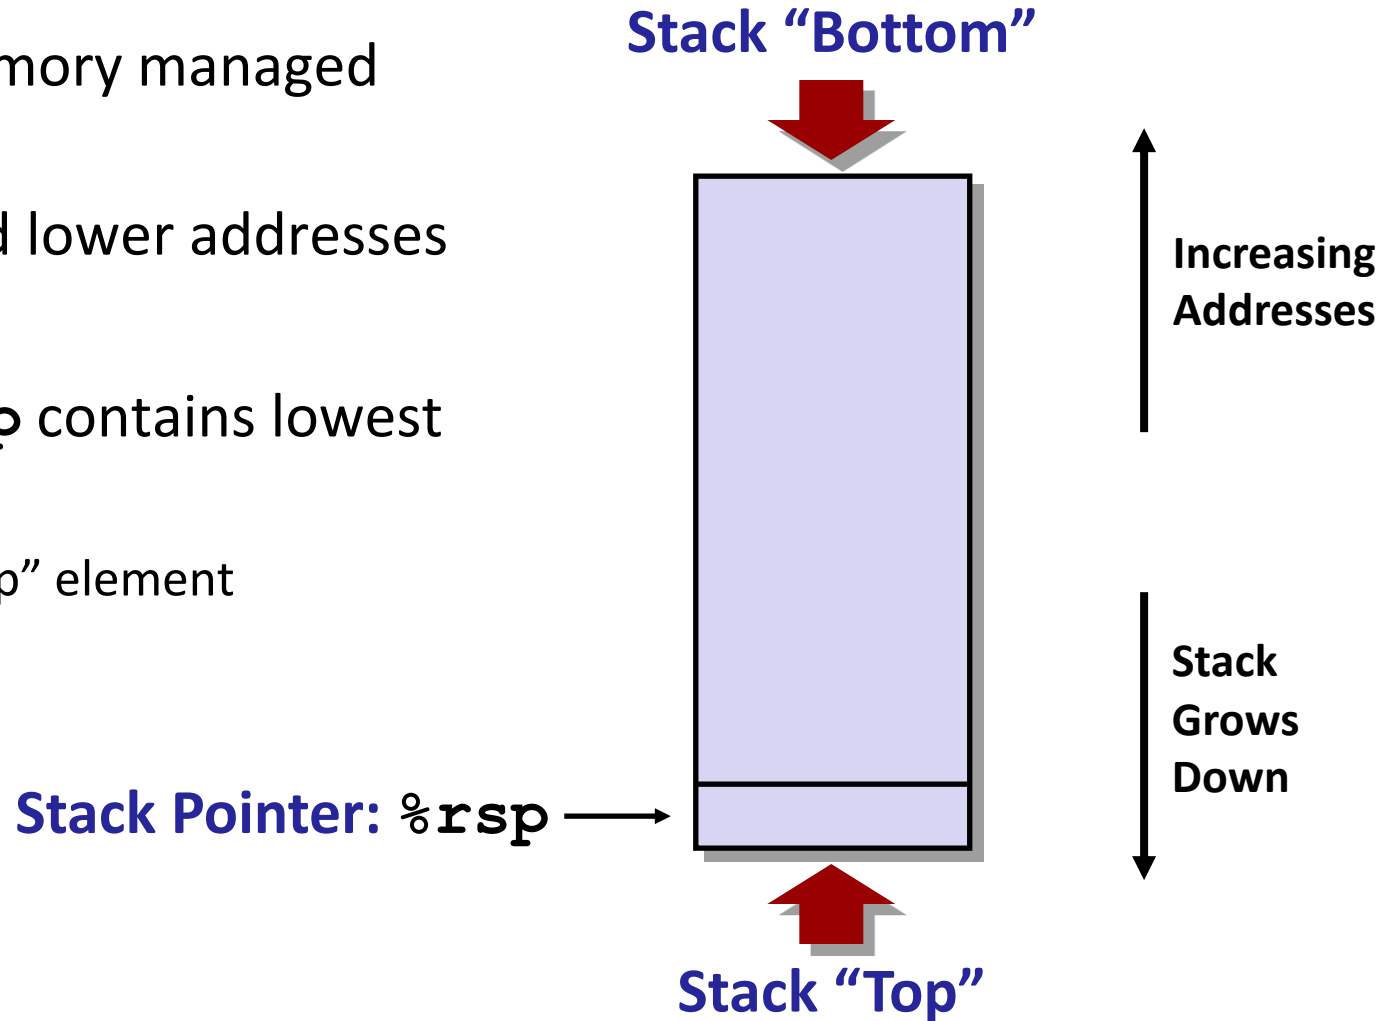 Stack “Bottom”
mory managed
lower addresses
Increasing
Addresses
contains lowest
p” element
Stack
Grows
Down
Stack Pointer: %rsp
Stack “Top”